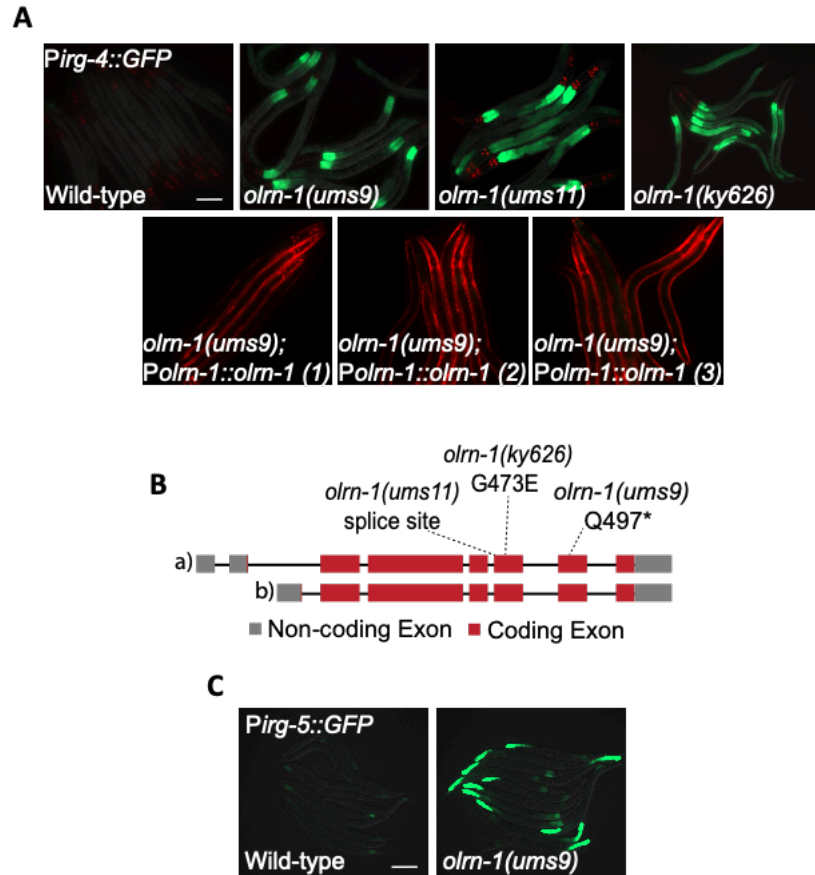 A
Pirg-4::GFP
Wild-type
olrn-1(ums9)
olrn-1(ums11)
olrn-1(ky626)
olrn-1(ums9);
Polrn-1::olrn-1 (1)
olrn-1(ums9);
Polrn-1::olrn-1 (2)
olrn-1(ums9);
Polrn-1::olrn-1 (3)
B
olrn-1(ky626)
G473E
olrn-1(ums11)
splice site
olrn-1(ums9)
Q497*
a)
b)
Non-coding Exon
Coding Exon
C
Pirg-5::GFP
Wild-type
olrn-1(ums9)